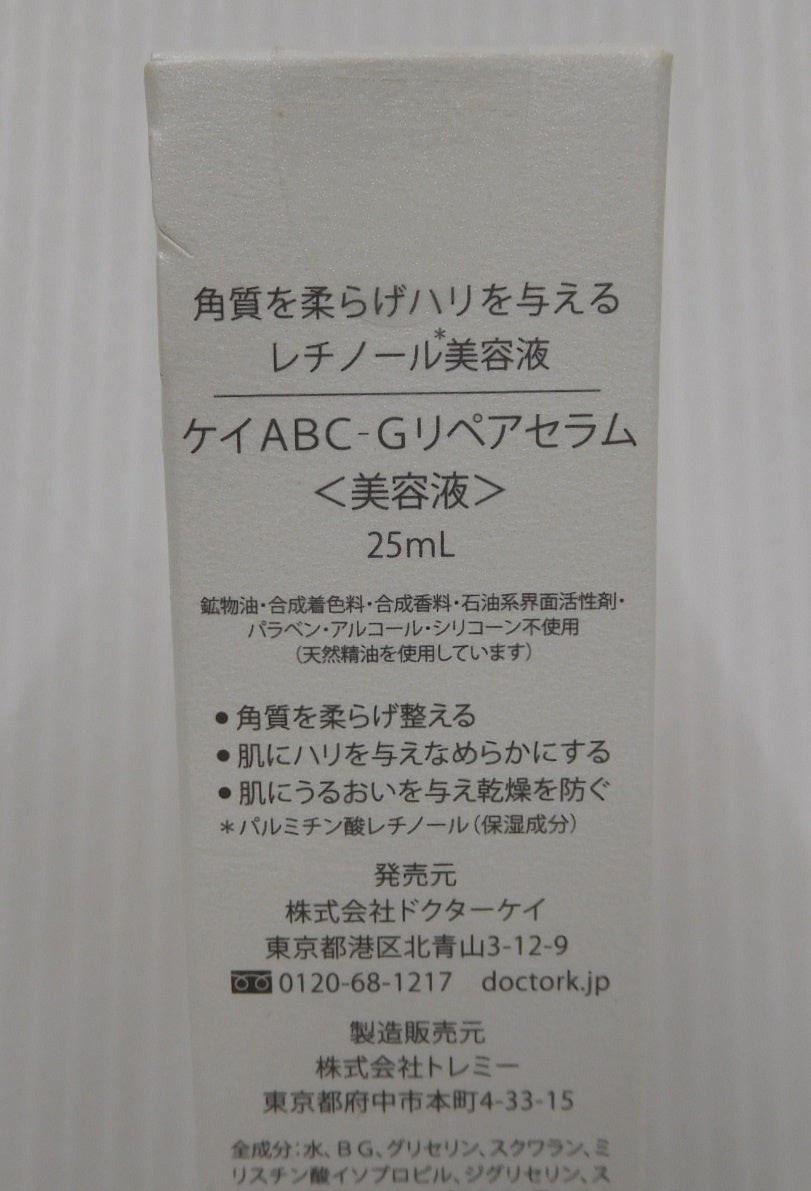 角質を柔らげハリを与える
レチノール*美容液
ケイABC-Gリペアセラム
＜美容液＞
25mL
鉱物油・合成着色料・合成香料・石油系界面活性剤・
パラベン・アルコール・シリコーン不使用
（天然精油を使用しています）
●角質を柔らげ整える
●肌にハリを与えなめらかにする
●肌にうるおいを与え乾燥を防ぐ
＊パルミチン酸レチノール（保湿成分）
発売元
株式会社ドクターケイ
東京都港区北青山3-12-9
0120-68-1217 doctork.jp
製造販売元
株式会社トレミー
東京都府中市本町4-33-15
全成分：水、BG、グリセリン、スクワラン、ミ
リスチン酸イソプロピル、ジグリセリン、ス